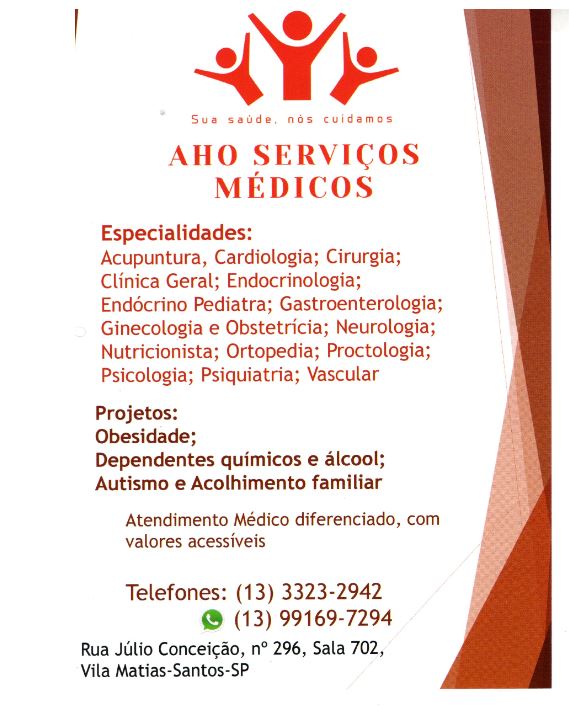 Sua saúde, nós cuidamos
AHO SERVIÇOS
MÉDICOS
Especialidades:
Acupuntura, Cardiologia; Cirurgia;
Clínica Geral; Endocrinologia;
Endócrino Pediatra; Gastroenterologia;
Ginecologia e Obstetrícia; Neurologia;
Nutricionista; Ortopedia; Proctologia;
Psicologia; Psiquiatria; Vascular
Projetos:
Obesidade;
Dependentes químicos e álcool;
Autismo e Acolhimento familiar
Atendimento Médico diferenciado, com
valores acessíveis
Telefones: (13) 3323-2942
(13) 99169-7294
Rua Júlio Conceição, nº 296, Sala 702,
Vila Matias-Santos-SP